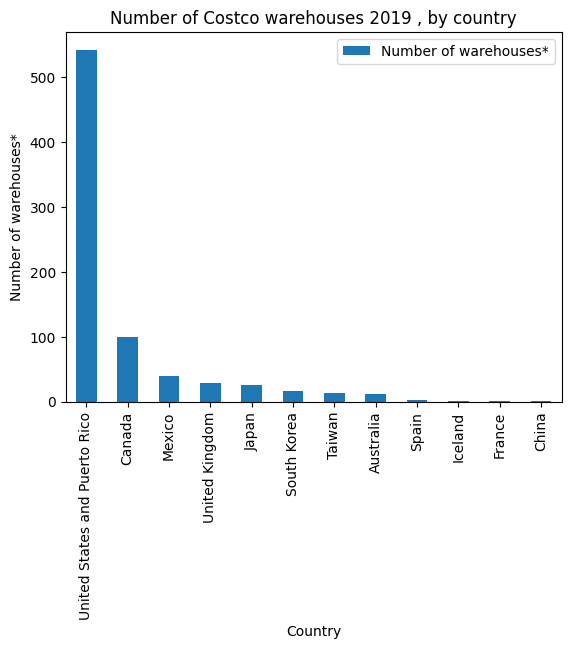 Number of Costco warehouses 2019 , by country
Number of warehouses*
Number of warehouses*
500
400
300
200
100
0
United States and Puerto Rico
Canada
Mexico
United Kingdom
Japan
South Korea
Taiwan
Australia
Spain
Iceland
France
China
Country